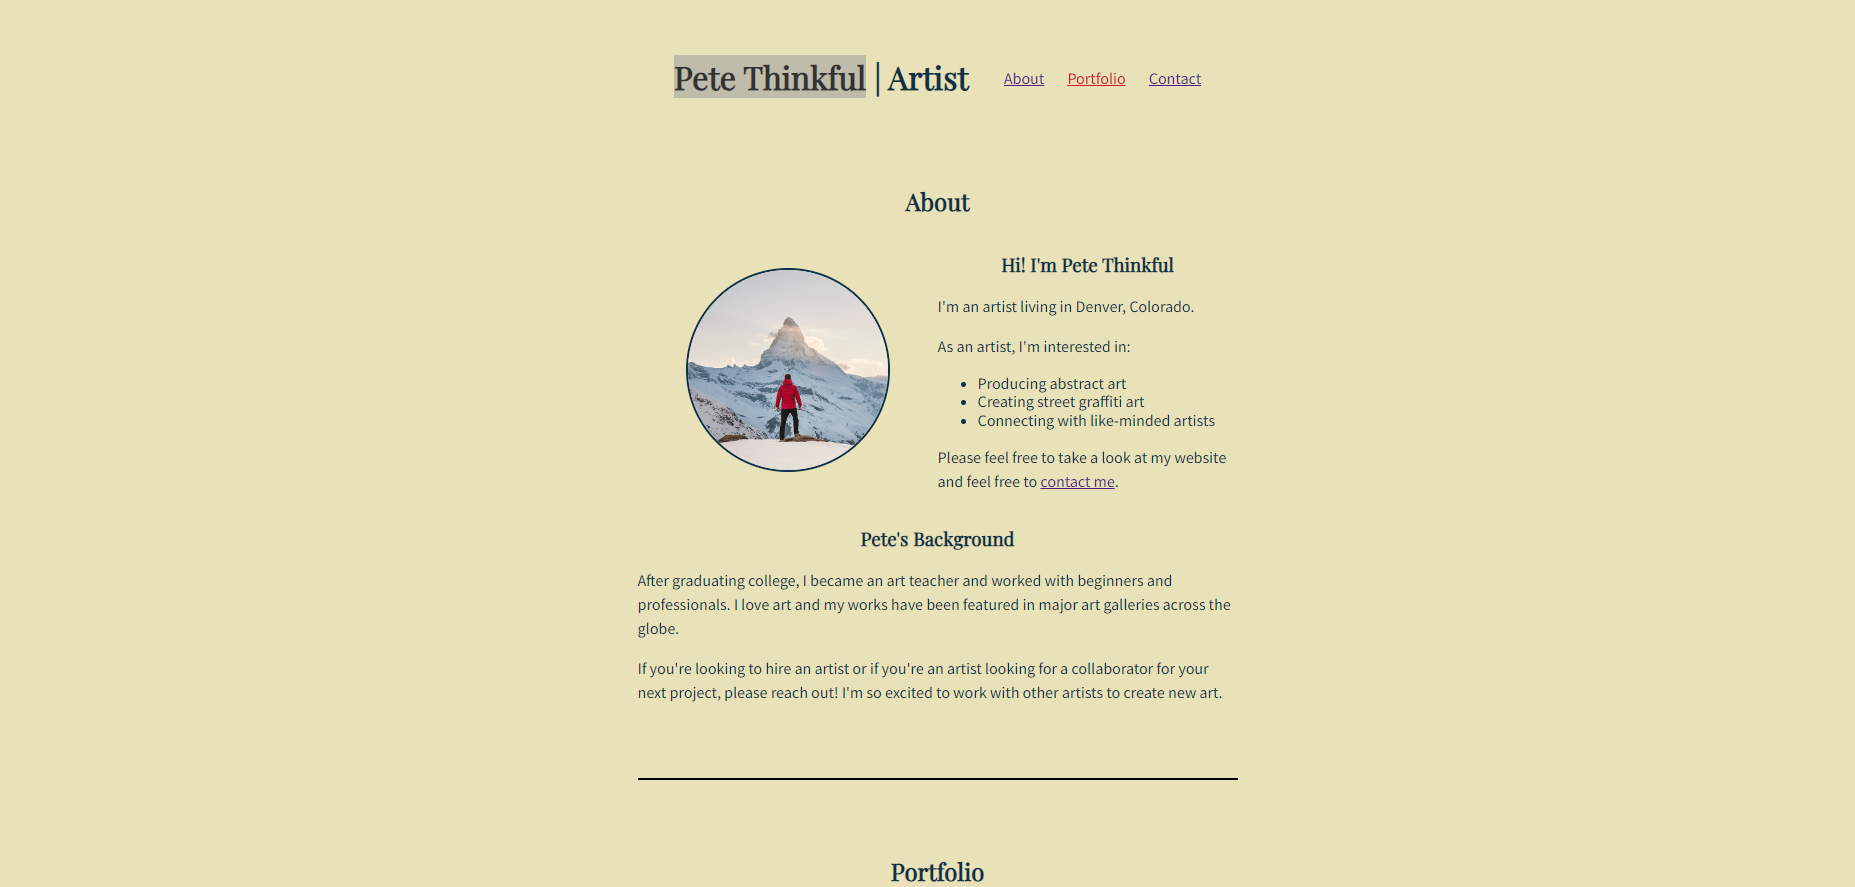 Pete Thinkful | Artist
About Portfolio Contact
About
Hi! I'm Pete Thinkful
I'm an artist living in Denver, Colorado.
As an artist, I'm interested in:
• Producing abstract art
• Creating street graffiti art
• Connecting with like-minded artists
Please feel free to take a look at my website
and feel free to contact me.
Pete's Background
After graduating college, I became an art teacher and worked with beginners and
professionals. I love art and my works have been featured in major art galleries across the
globe.
If you're looking to hire an artist or if you're an artist looking for a collaborator for your
next project, please reach out! I'm so excited to work with other artists to create new art.
Portfolio